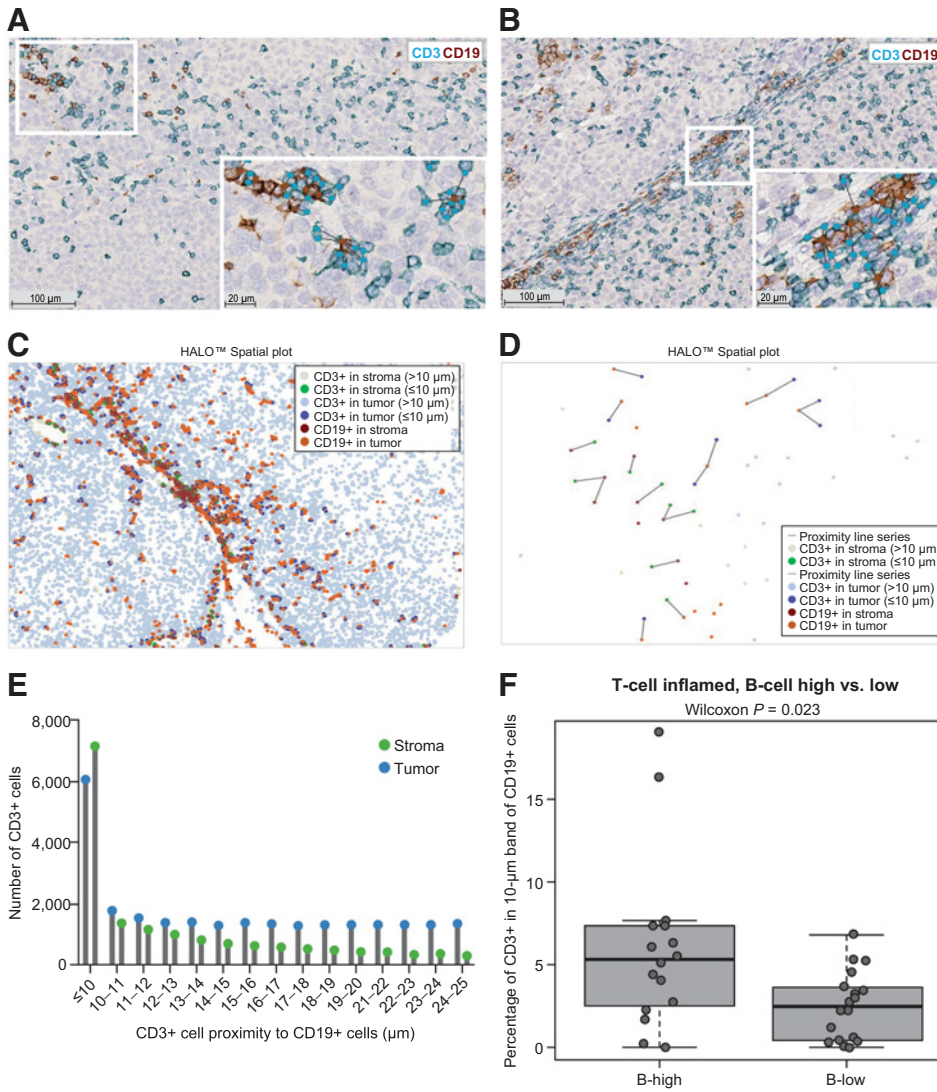 A
CD3 CD19
100 µm
20 µm
B
CD3 CD19
100 µm
20 µm
C
HALO™ Spatial plot
CD3+ in stroma (>10 µm)
CD3+ in stroma (≤10 µm)
CD3+ in tumor (>10 µm)
CD3+ in tumor (≤10 µm)
CD19+ in stroma
CD19+ in tumor
D
HALO™ Spatial plot
Proximity line series
CD3+ in stroma (>10 µm)
CD3+ in stroma (≤10 µm)
Proximity line series
CD3+ in tumor (>10 µm)
CD3+ in tumor (≤10 µm)
CD19+ in stroma
CD19+ in tumor
E
8,000
6,000
4,000
2,000
0
Number of CD3+ cells
Stroma
Tumor
≤10
10–11
11–12
12–13
13–14
14–15
15–16
16–17
17–18
18–19
19–20
21–22
22–23
23–24
24–25
CD3+ cell proximity to CD19+ cells (µm)
F
T-cell inflamed, B-cell high vs. low
Wilcoxon P = 0.023
Percentage of CD3+ in 10-µm band of CD19+ cells
15
10
5
0
B-high
B-low